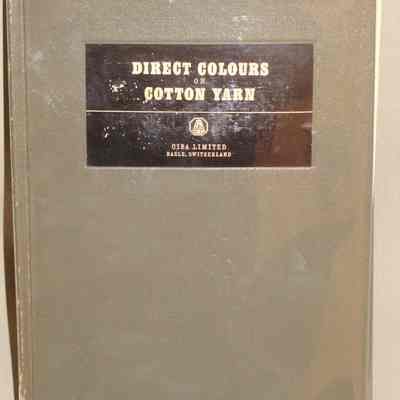 DIRECT COLOURS
ON
COTTON YARN
CIBA LIMITED
BASLE, SWITZERLAND